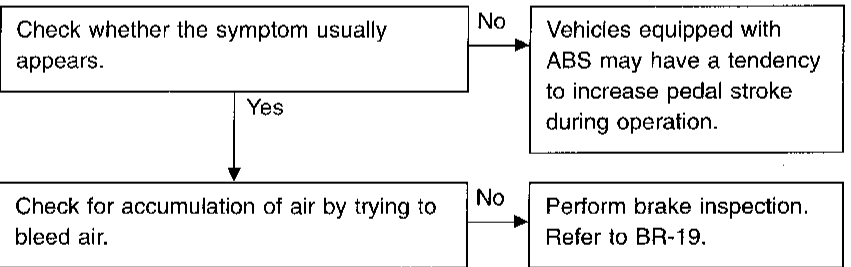 Check whether the symptom usually
appears.
No
Vehicles equipped with
ABS may have a tendency
to increase pedal stroke
during operation.
Yes
Check for accumulation of air by trying to
bleed air.
No
Perform brake inspection.
Refer to BR-19.